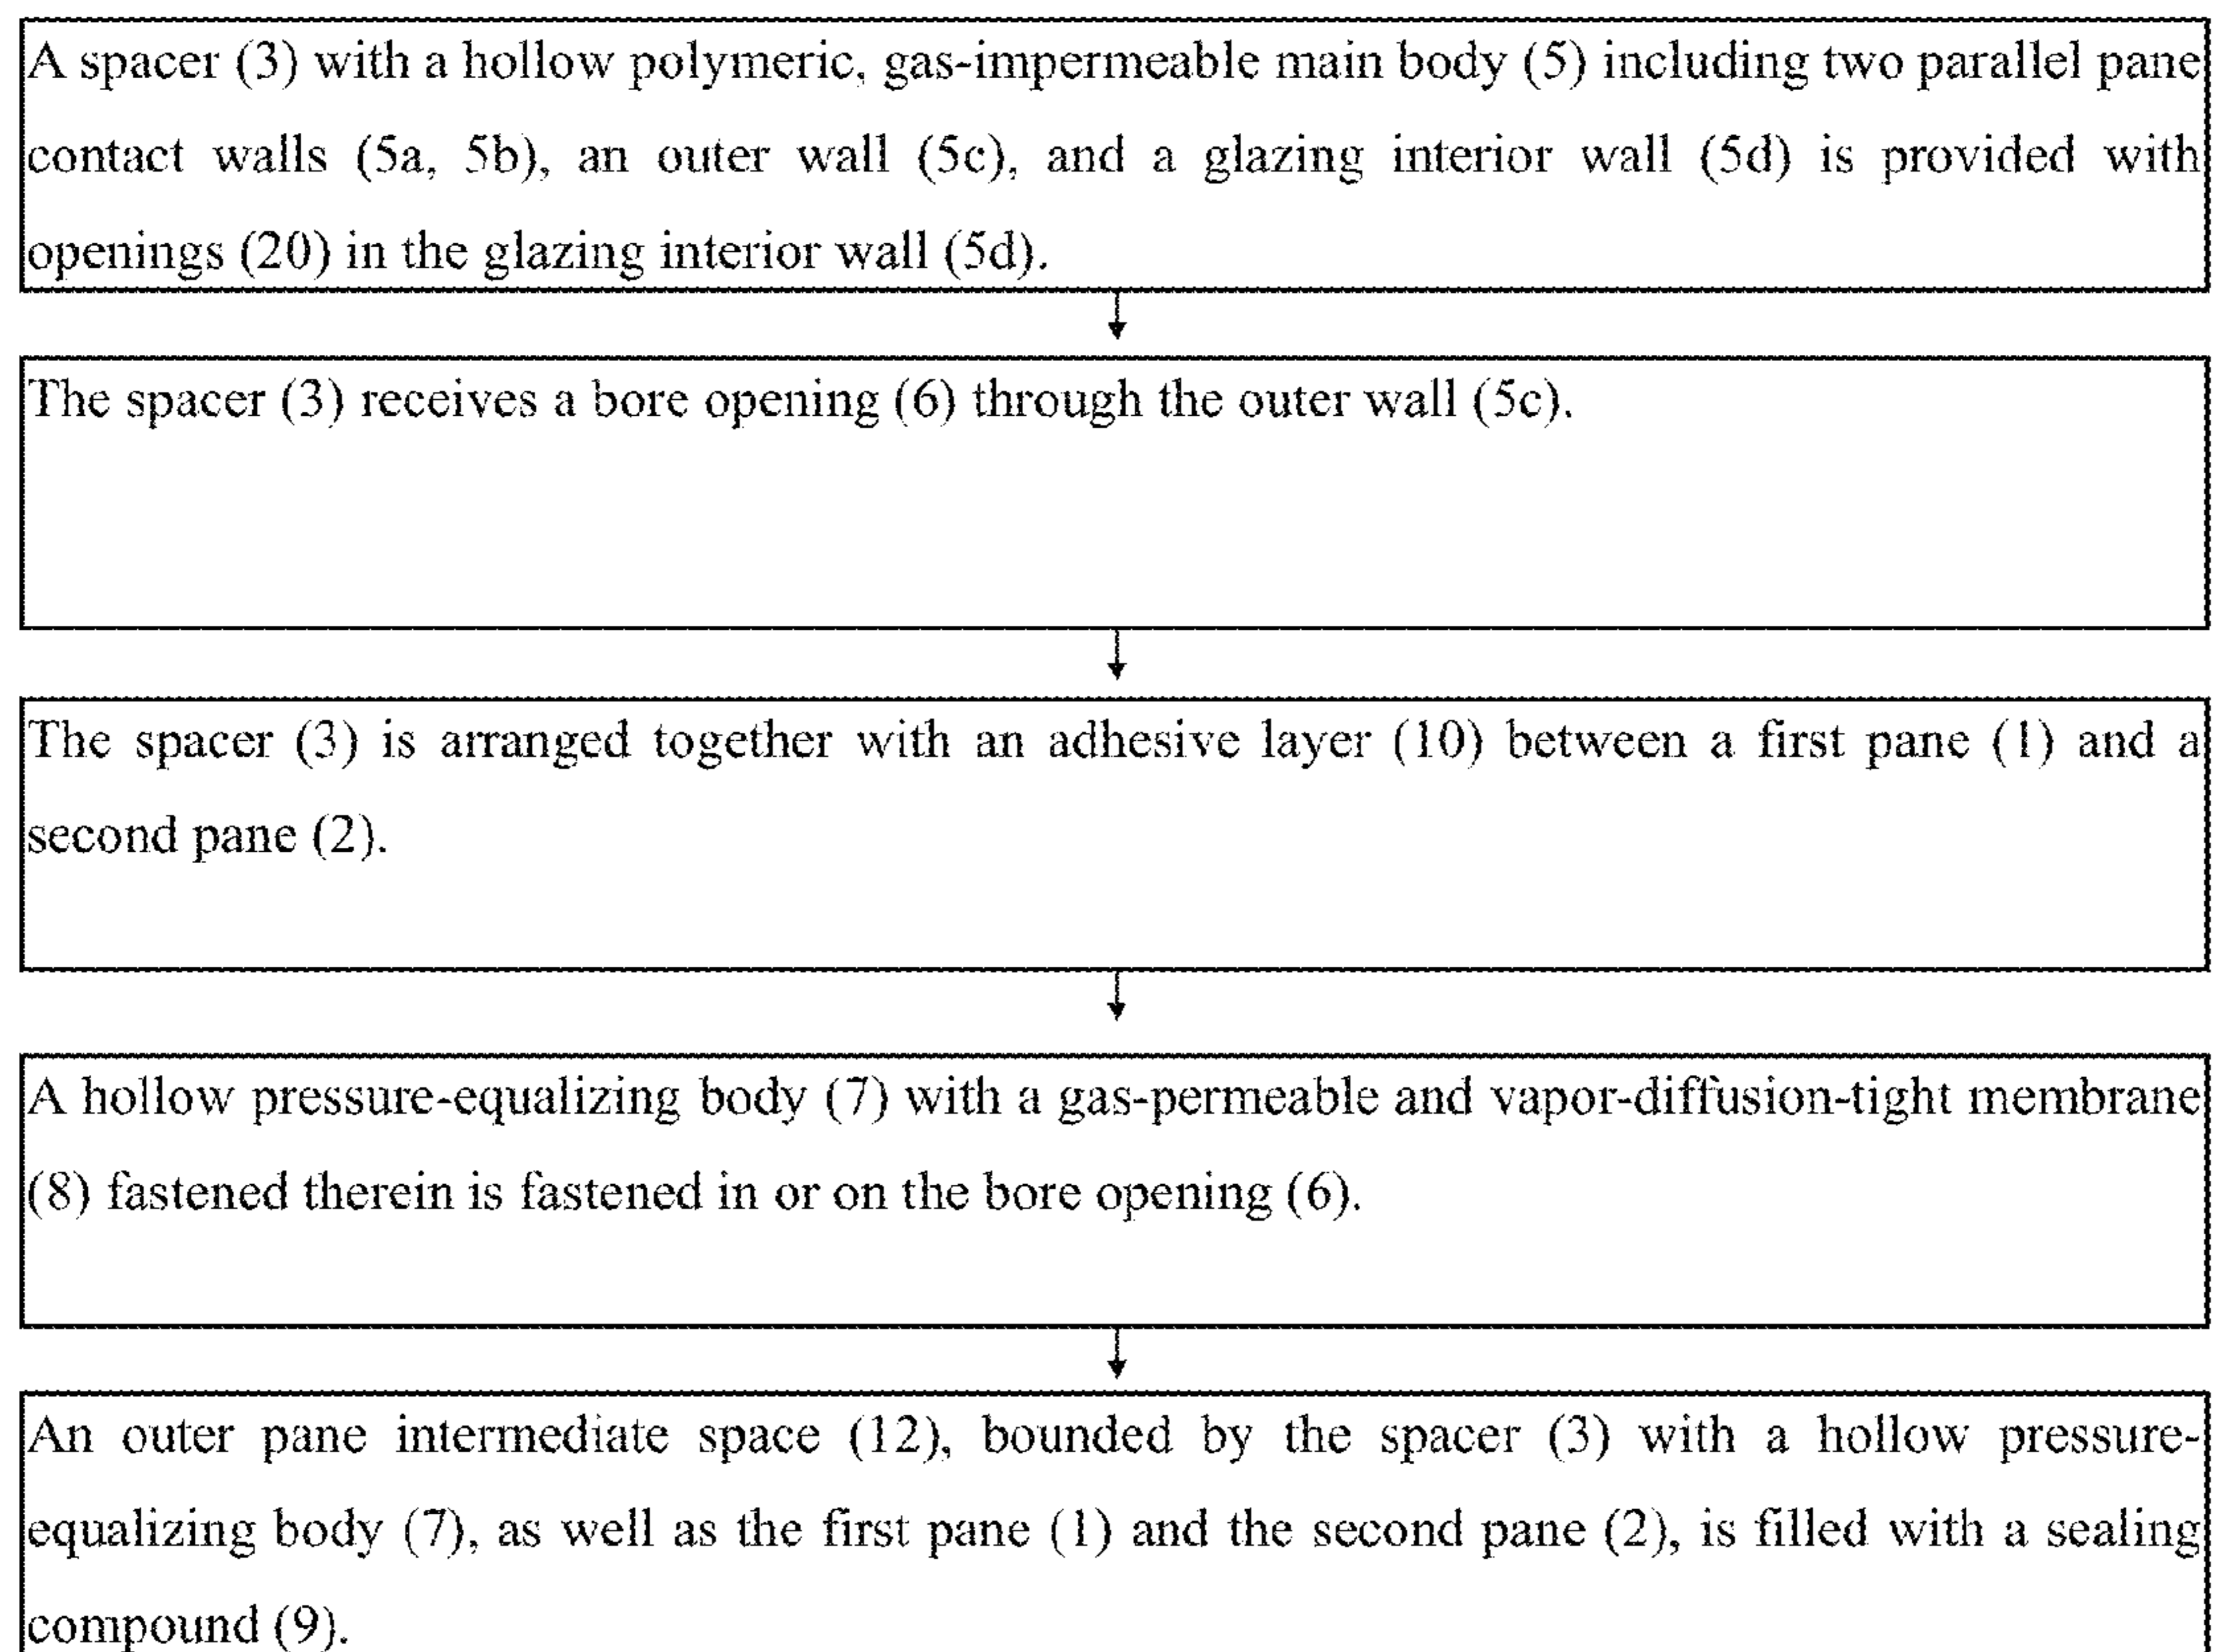 A spacer (3) with a hollow polymeric, gas-impermeable main body (5) including two parallel pane
contact walls (5a, 5b), an outer wall (5c), and a glazing interior wall (5d) is provided with
openings (20) in the glazing interior wall (5d).
The spacer (3) receives a bore opening (6) through the outer wall (5c).
The spacer (3) is arranged together with an adhesive layer (10) between a first pane (1) and a
second pane (2).
A hollow pressure-equalizing body (7) with a gas-permeable and vapor-diffusion-tight membrane
(8) fastened therein is fastened in or on the bore opening (6).
An outer pane intermediate space (12), bounded by the spacer (3) with a hollow pressure-
equalizing body (7), as well as the first pane (1) and the second pane (2), is filled with a sealing
compound (9).